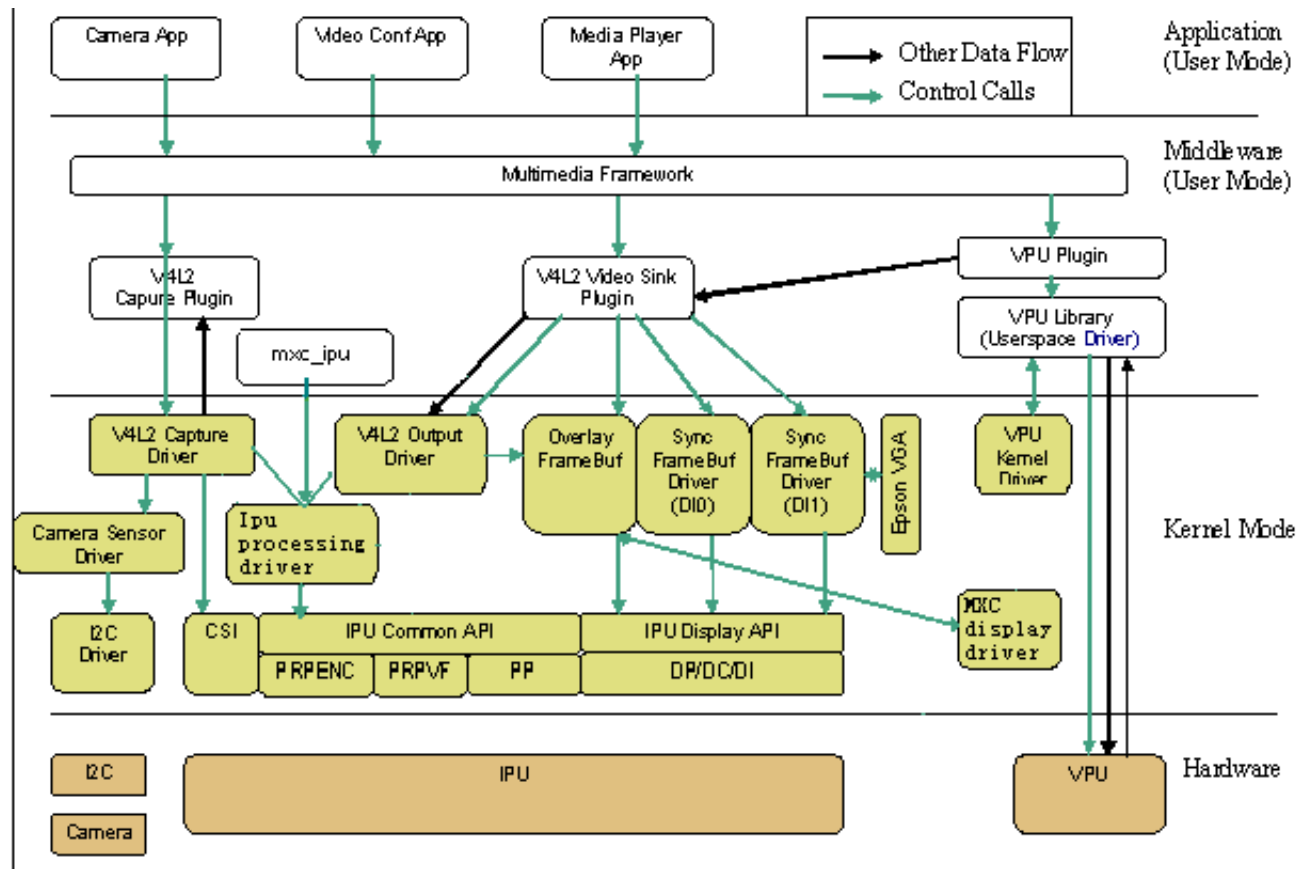 Camera App
Video Conf App
Media Player
App
Other Data Flow
Control Calls
Application
(User Mode)
Middleware
(User Mode)
Multimedia Framework
V4L2
Capure Plugin
V4L2 Video Sink
Plugin
VPU Plugin
VPU Library
(Userspace Driver)
mxc_ipu
V4L2 Capture
Driver
V4L2 Output
Driver
Overlay
FrameBuf
Sync
FrameBuf
Driver
(DI0)
Sync
FrameBuf
Driver
(DI1)
Epson VGA
VPU
Kernel
Driver
Kernel Mode
Camera Sensor
Driver
Ipu
processing
driver
I2C
Driver
CSI
IPU Common API
IPU Display API
MXC
display
driver
PRPENC
PRPVF
PP
DP/DC/DI
I2C
IPU
VPU
Hardware
Camera